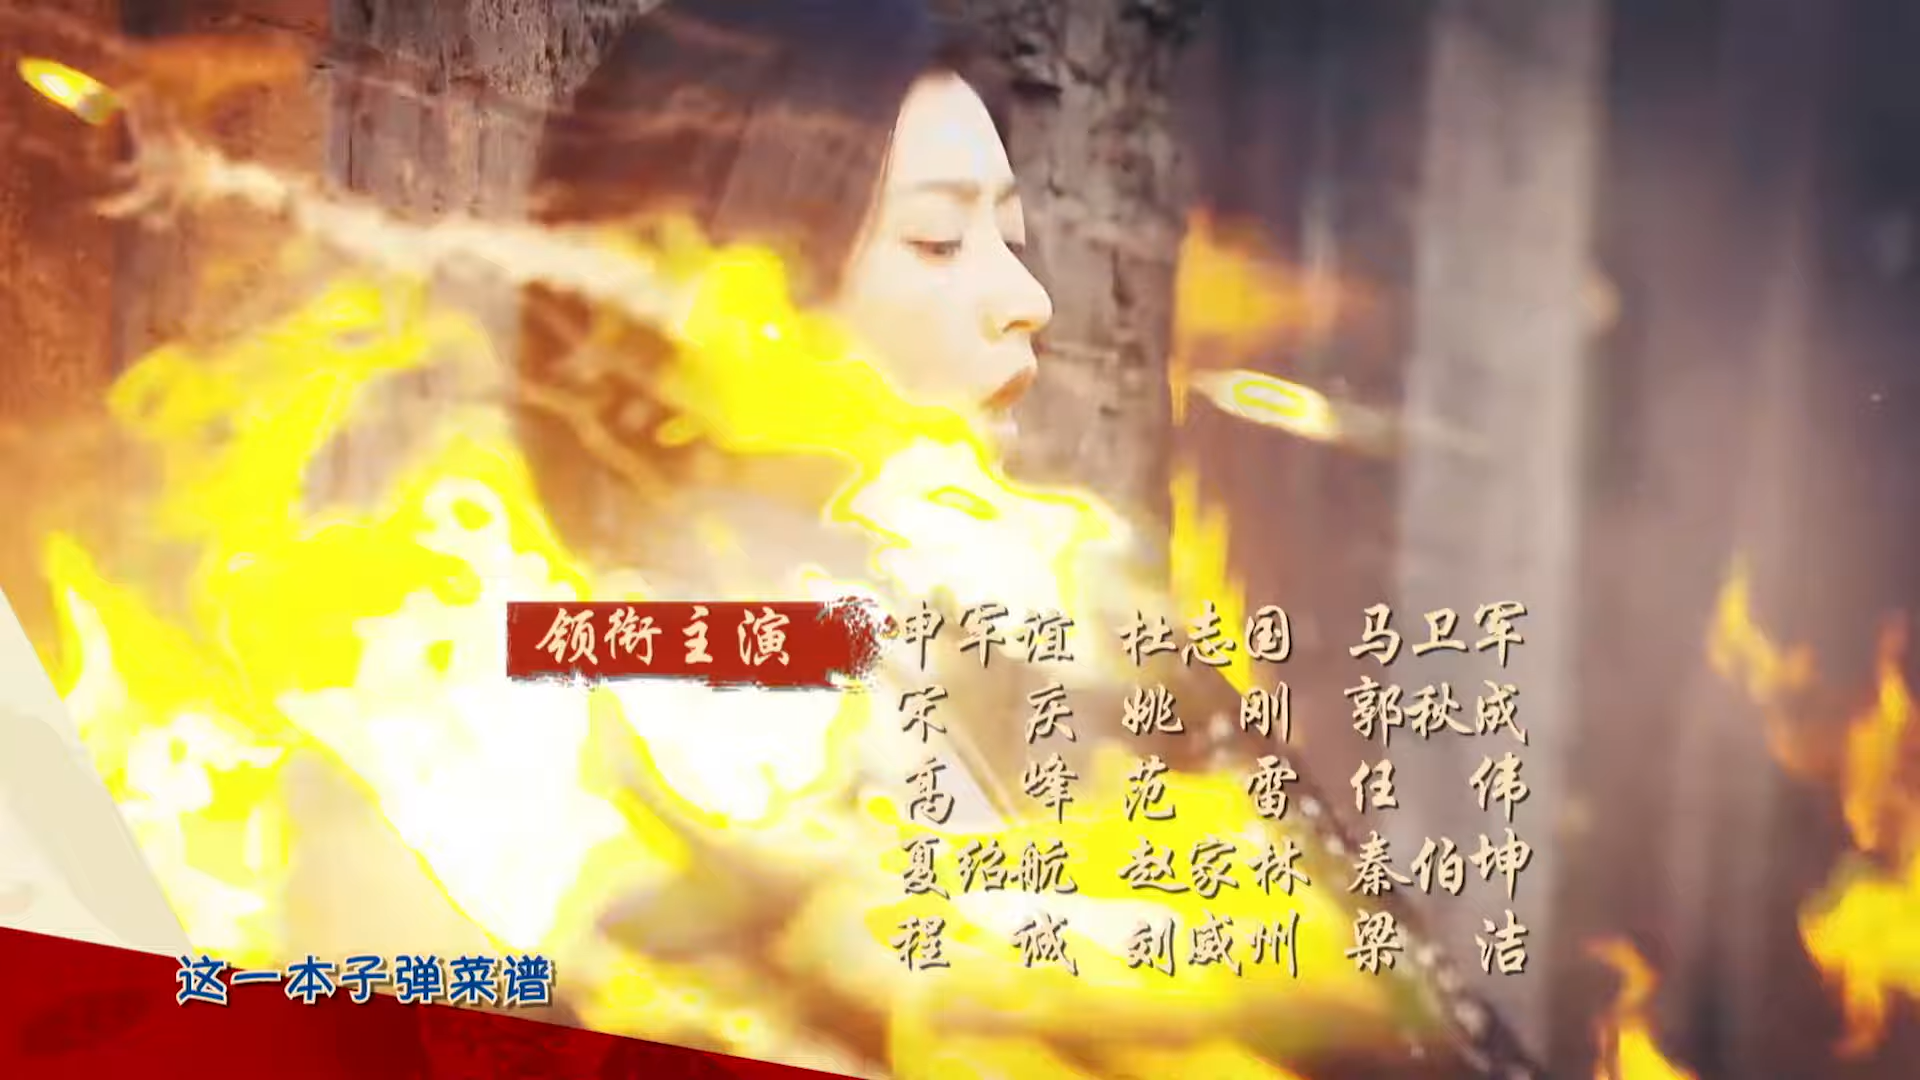 领衔主演 申军谊 杜志国 马卫军
宋庆 姚刚 郭秋成
高峰 范雷 任伟
夏绍航 赵家林 秦伯坤
程诚 刘威州 梁洁
这一本子弹菜谱